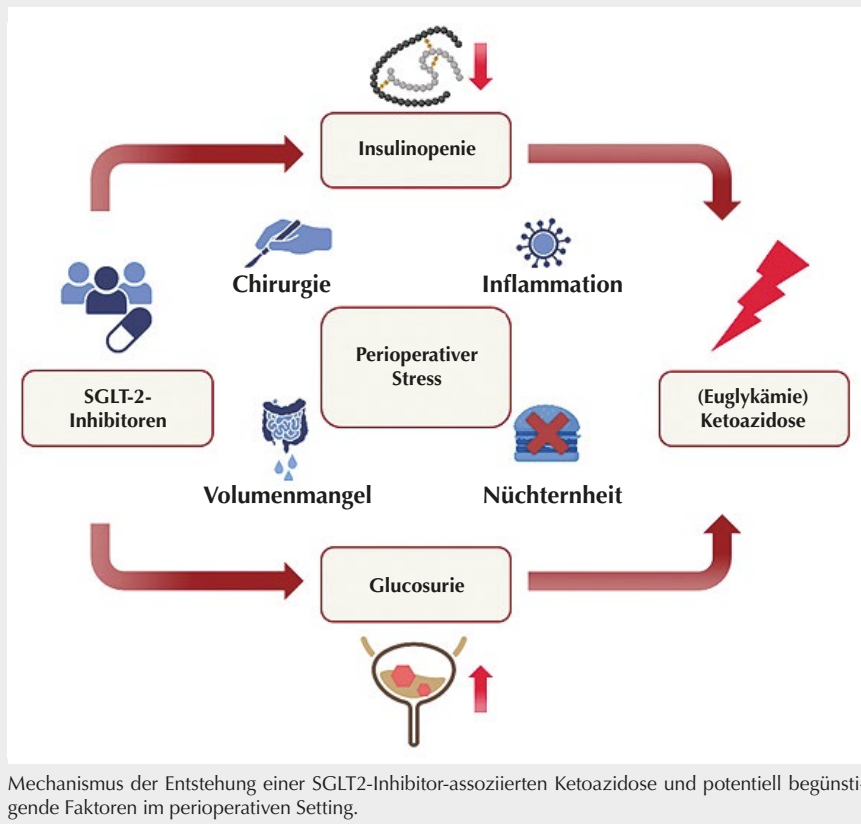 Insulinopenie
Chirurgie
Inflammation
Perioperativer
Stress
SGLT-2-
Inhibitoren
(Euglykämie)
Ketoazidose
Volumenmangel
Nüchternheit
Glucosurie
Mechanismus der Entstehung einer SGLT2-Inhibitor-assoziierten Ketoazidose und potentiell begünsti-
gende Faktoren im perioperativen Setting.